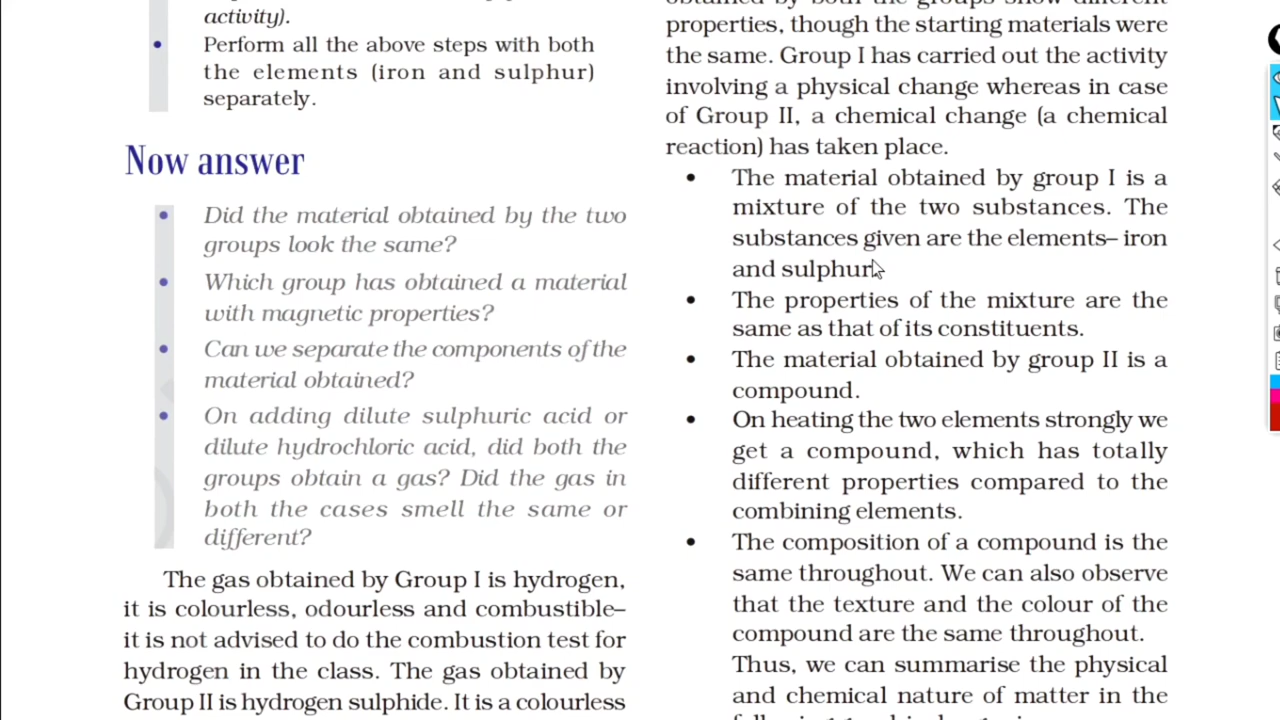 activity).
• Perform all the above steps with both
the elements (iron and sulphur)
separately.
Now answer
• Did the material obtained by the two
groups look the same?
• Which group has obtained a material
with magnetic properties?
• Can we separate the components of the
material obtained?
• On adding dilute sulphuric acid or
dilute hydrochloric acid, did both the
groups obtain a gas? Did the gas in
both the cases smell the same or
different?
The gas obtained by Group I is hydrogen,
it is colourless, odourless and combustible–
it is not advised to do the combustion test for
hydrogen in the class. The gas obtained by
Group II is hydrogen sulphide. It is a colourless
obtained by both the groups show different
properties, though the starting materials were
the same. Group I has carried out the activity
involving a physical change whereas in case
of Group II, a chemical change (a chemical
reaction) has taken place.
• The material obtained by group I is a
mixture of the two substances. The
substances given are the elements– iron
and sulphur.
• The properties of the mixture are the
same as that of its constituents.
• The material obtained by group II is a
compound.
• On heating the two elements strongly we
get a compound, which has totally
different properties compared to the
combining elements.
• The composition of a compound is the
same throughout. We can also observe
that the texture and the colour of the
compound are the same throughout.
Thus, we can summarise the physical
and chemical nature of matter in the